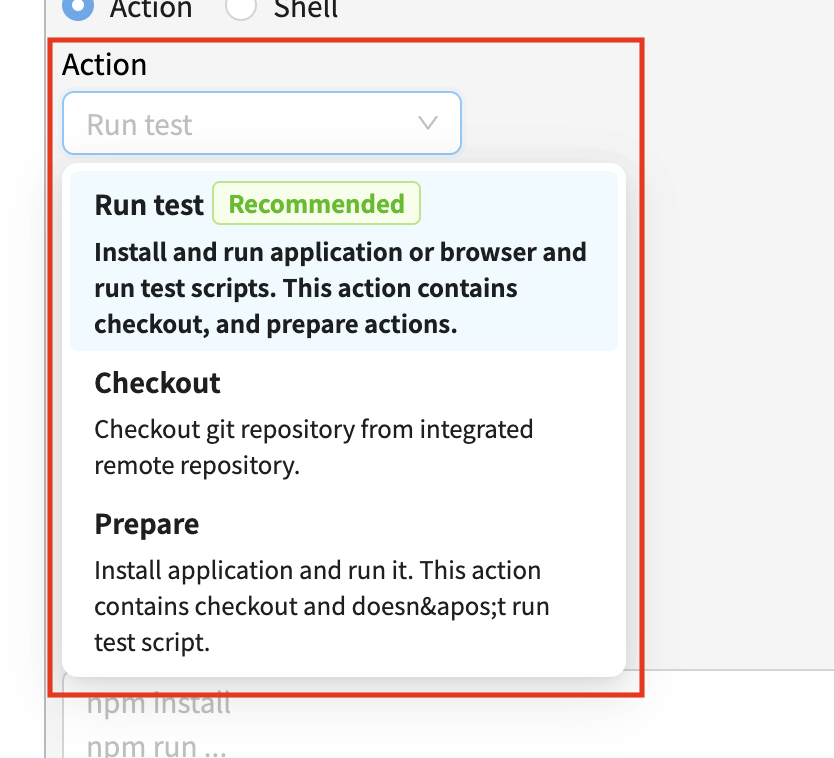 Action Shell
Action
Run test
Run test Recommended
Install and run application or browser and
run test scripts. This action contains
checkout, and prepare actions.
Checkout
Checkout git repository from integrated
remote repository.
Prepare
Install application and run it. This action
contains checkout and doesn&apos;t run
test script.
npm install
npm run ...